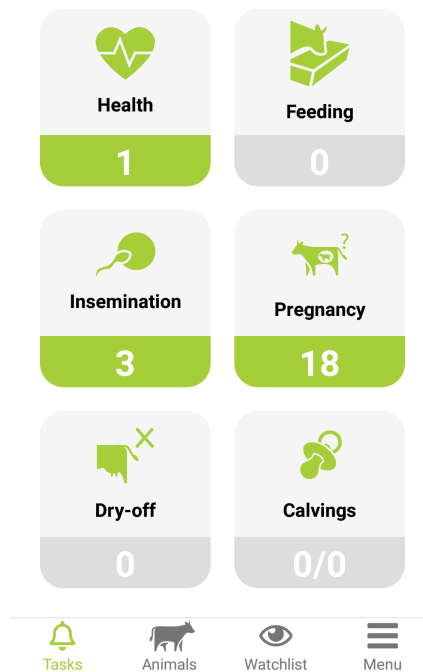 Health
Feeding
1
0
?
Insemination
Pregnancy
3
18
Dry-off
Calvings
0
0/0
Tasks
Animals
Watchlist
Menu